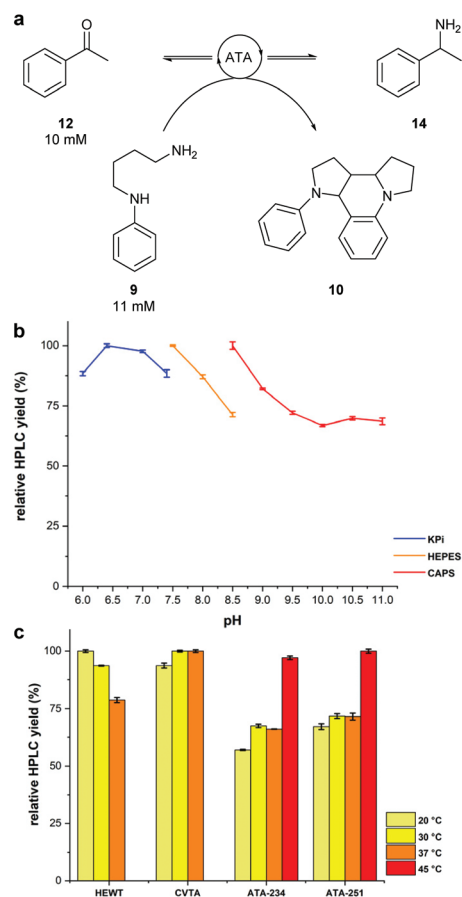 a
O
ATA
NH2
12
10 mM
14
NH2
NH
N
N
9
11 mM
10
b
relative HPLC yield (%)
100
75
50
25
0
6.0 6.5 7.0 7.5 8.0 8.5 9.0 9.5 10.0 10.5 11.0
pH
KPi
HEPES
CAPS
c
relative HPLC yield (%)
100
75
50
25
0
HEWT CVTA ATA-234 ATA-251
20 °C
30 °C
37 °C
45 °C